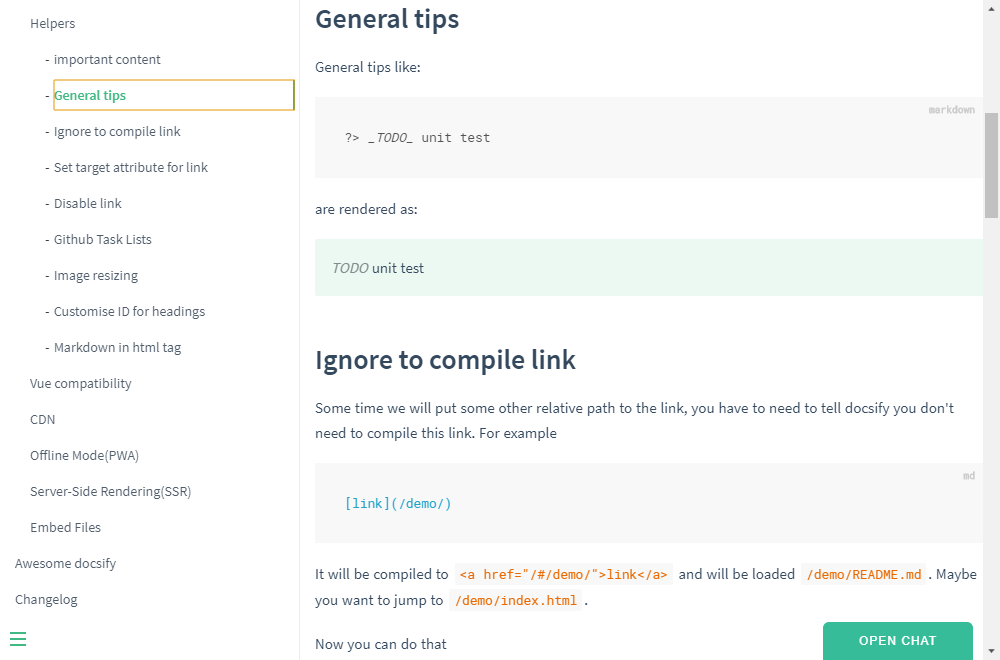 Helpers
- important content
- General tips
- Ignore to compile link
- Set target attribute for link
- Disable link
- Github Task Lists
- Image resizing
- Customise ID for headings
- Markdown in html tag
Vue compatibility
CDN
Offline Mode(PWA)
Server-Side Rendering(SSR)
Embed Files
Awesome docsify
Changelog
General tips
General tips like:
markdown
?> _TODO_ unit test
are rendered as:
TODO unit test
Ignore to compile link
Some time we will put some other relative path to the link, you have to need to tell docsify you don't
need to compile this link. For example
md
[link](/demo/)
It will be compiled to <a href="/#/demo/">link</a> and will be loaded /demo/README.md . Maybe
you want to jump to /demo/index.html .
Now you can do that
OPEN CHAT